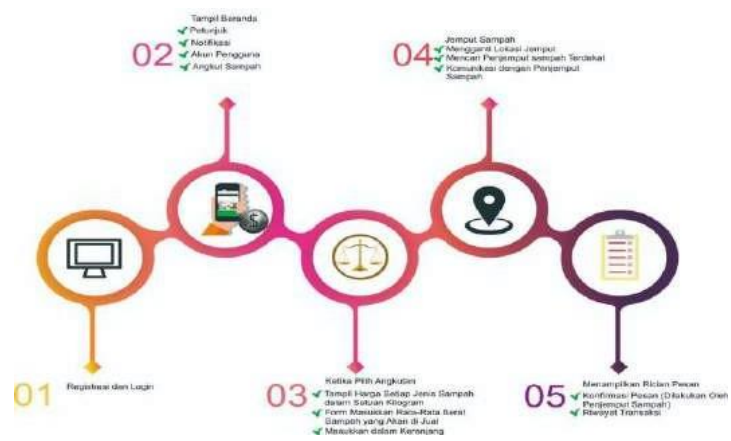 01
Registrasi dan Login
02
Tampil Beranda
Petunjuk
Notifikasi
Akun Pengguna
Angkut Sampah
03
Ketika Pilih Angkutan
Tampil Harga Setiap Jenis Sampah
dalam Satuan Kilogram
Form Masukkan Rata-Rata Berat
Sampah yang Akan di Jual
Masukkan dalam Keranjang
04
Jemput Sampah
Mengganti Lokasi Jemput
Mencari Penjemput sampah Terdekat
Komunikasi dengan Penjemput
Sampah
05
Menampilkan Rician Pesan
Konfirmasi Pesan (Dilakukan Oleh
Penjemput Sampah)
Riwayat Transaksi